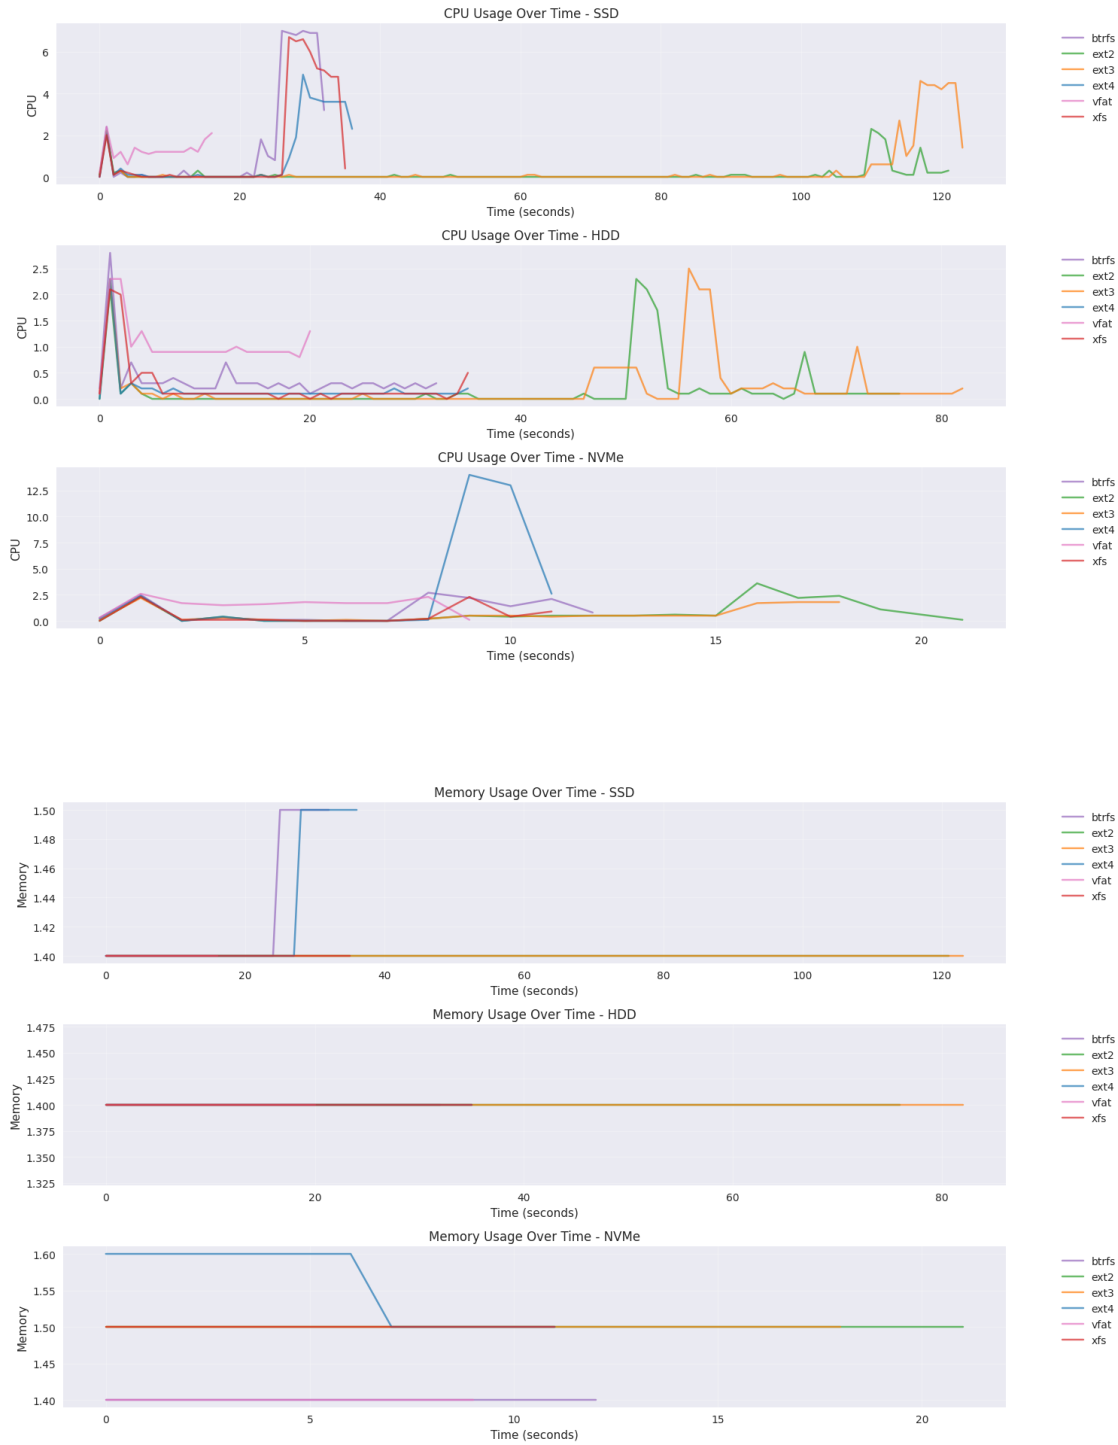 CPU Usage Over Time - SSD
CPU
6
4
2
0
0 20 40 60 80 100 120
Time (seconds)
btrfs
ext2
ext3
ext4
vfat
xfs
CPU Usage Over Time - HDD
CPU
2.5
2.0
1.5
1.0
0.5
0.0
0 20 40 60 80
Time (seconds)
btrfs
ext2
ext3
ext4
vfat
xfs
CPU Usage Over Time - NVMe
CPU
12.5
10.0
7.5
5.0
2.5
0.0
0 5 10 15 20
Time (seconds)
btrfs
ext2
ext3
ext4
vfat
xfs
Memory Usage Over Time - SSD
Memory
1.50
1.48
1.46
1.44
1.42
1.40
0 20 40 60 80 100 120
Time (seconds)
btrfs
ext2
ext3
ext4
vfat
xfs
Memory Usage Over Time - HDD
Memory
1.475
1.450
1.425
1.400
1.375
1.350
1.325
0 20 40 60 80
Time (seconds)
btrfs
ext2
ext3
ext4
vfat
xfs
Memory Usage Over Time - NVMe
Memory
1.60
1.55
1.50
1.45
1.40
0 5 10 15 20
Time (seconds)
btrfs
ext2
ext3
ext4
vfat
xfs